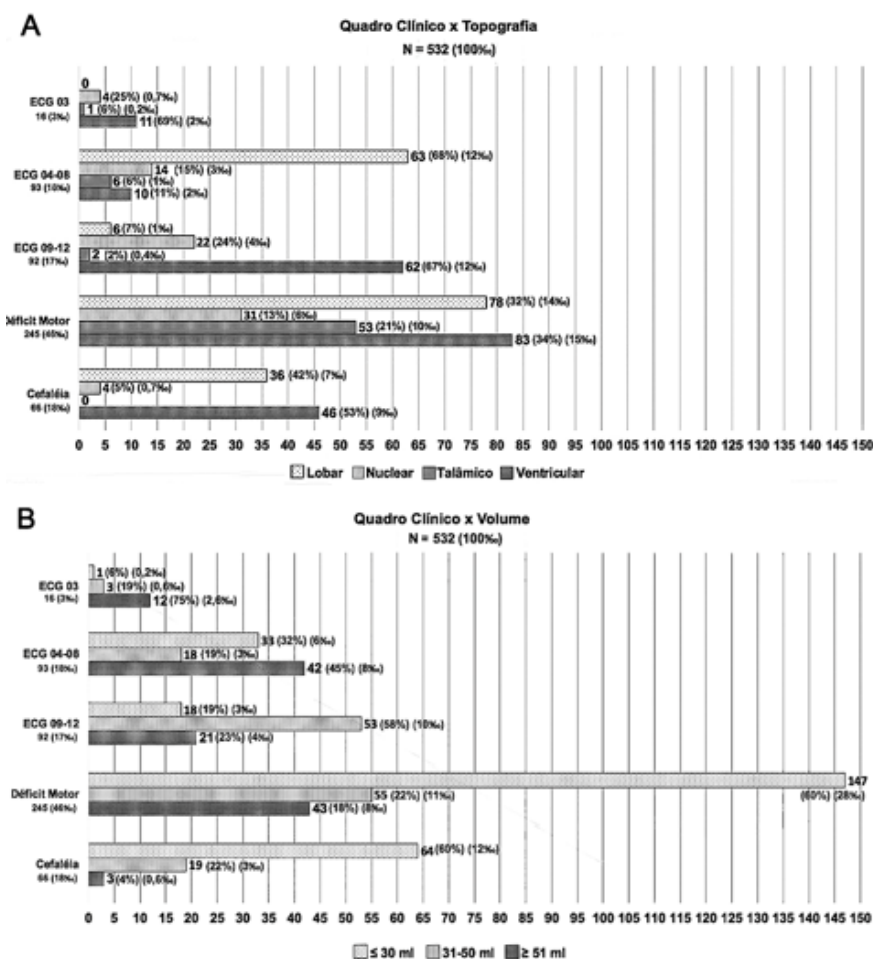 A
Quadro Clínico x Topografia
N = 532 (100‰)
0
ECG 03
16 (3‰)
4 (25%) (0,7‰)
1 (6%) (0,2‰)
11 (69%) (2‰)
63 (68%) (12‰)
ECG 04-08
93 (18‰)
14 (15%) (3‰)
6 (6%) (1‰)
10 (11%) (2‰)
6 (7%) (1‰)
ECG 09-12
92 (17‰)
22 (24%) (4‰)
2 (2%) (0,4‰)
62 (67%) (12‰)
78 (32%) (14‰)
Déficit Motor
245 (46‰)
31 (13%) (6‰)
53 (21%) (10‰)
83 (34%) (15‰)
36 (42%) (7‰)
Cefaléia
66 (18‰)
4 (5%) (0,7‰)
0
46 (53%) (9‰)
0 5 10 15 20 25 30 35 40 45 50 55 60 65 70 75 80 85 90 95 100 105 110 115 120 125 130 135 140 145 150
Lobar Nuclear Talâmico Ventricular
B
Quadro Clínico x Volume
N = 532 (100‰)
1 (6%) (0,2‰)
ECG 03
16 (3‰)
3 (19%) (0,6‰)
12 (75%) (2,6‰)
33 (32%) (6‰)
ECG 04-08
93 (18‰)
18 (19%) (3‰)
42 (45%) (8‰)
18 (19%) (3‰)
ECG 09-12
92 (17‰)
53 (58%) (10‰)
21 (23%) (4‰)
147
(60%) (28‰)
Déficit Motor
245 (46‰)
55 (22%) (11‰)
43 (18%) (8‰)
64 (60%) (12‰)
Cefaléia
66 (18‰)
19 (22%) (3‰)
3 (4%) (0,6‰)
0 5 10 15 20 25 30 35 40 45 50 55 60 65 70 75 80 85 90 95 100 105 110 115 120 125 130 135 140 145 150
≤ 30 ml 31-50 ml ≥ 51 ml